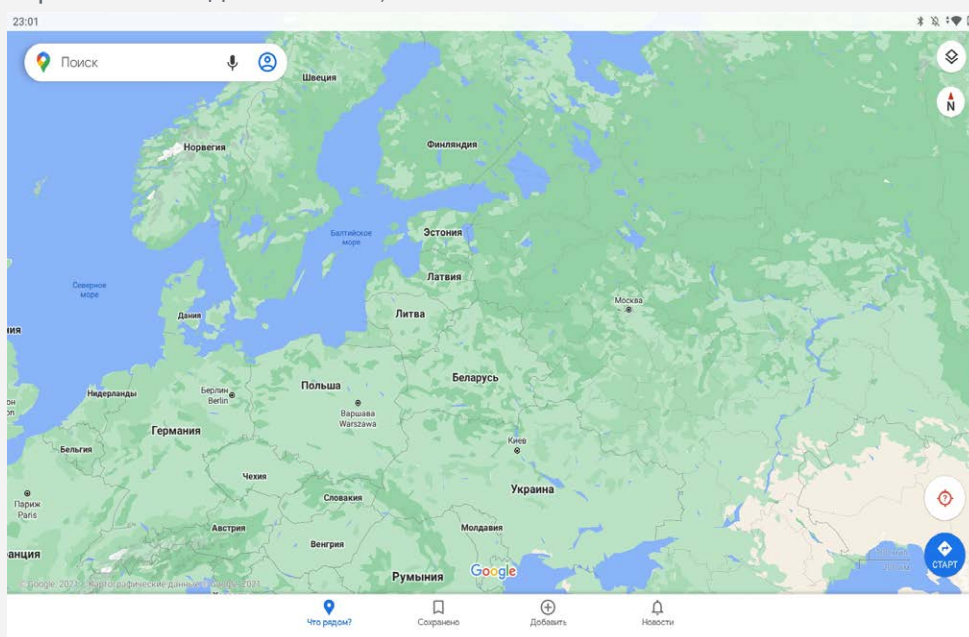 23:01
Поиск
Швеция
Норвегия
Финляндия
Балтийское
море
Эстония
Северное
море
Латвия
Москва
Литва
Дания
Беларусь
Польша
Нидерланды
Берлин
Berlin
Варшава
Warszawa
Германия
Киев
Бельгия
Чехия
Украина
Словакия
Париж
Paris
Австрия
Молдавия
Венгрия
Румыния
Google
СТАРТ
Что рядом?
Сохранено
Добавить
Новости
N